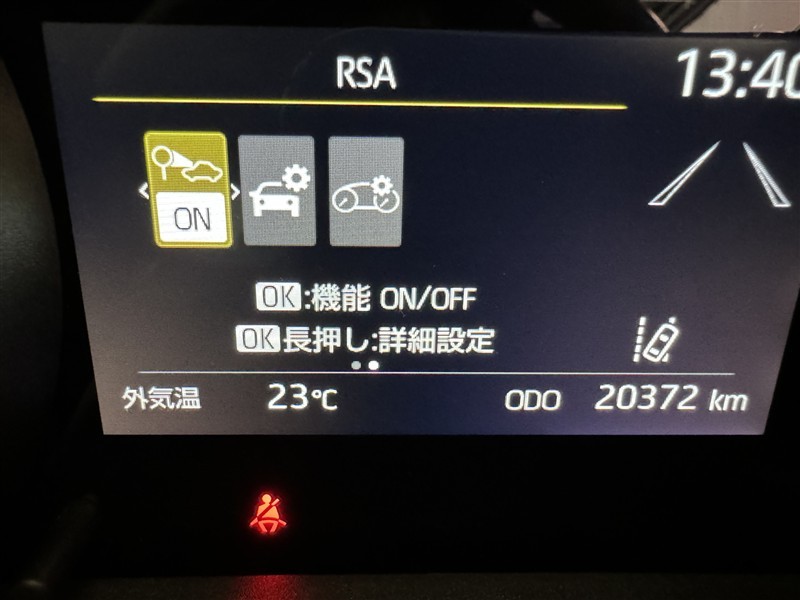 RSA
13:40
ON
OK:機能 ON/OFF
OK長押し:詳細設定
外気温 23℃ ODO 20372 km